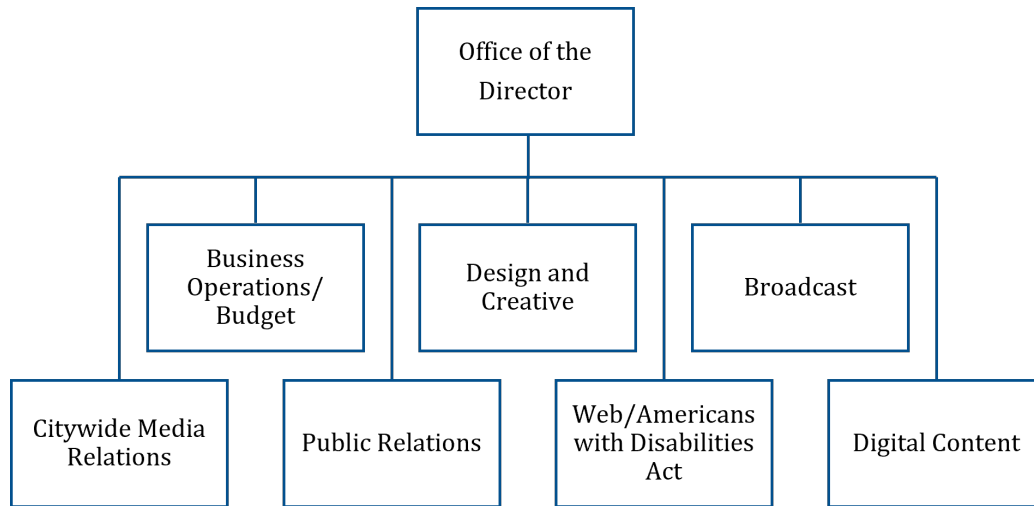 Office of the
Director
Business
Operations/
Budget
Design and
Creative
Broadcast
Citywide Media
Relations
Public Relations
Web/Americans
with Disabilities
Act
Digital Content